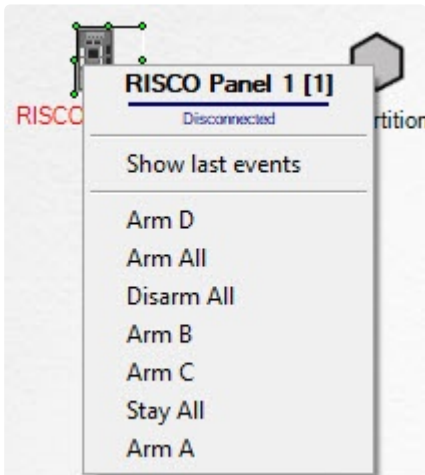 RISCO Panel 1 [1]
RISCO
Disconnected
rtition
Show last events
Arm D
Arm All
Disarm All
Arm B
Arm C
Stay All
Arm A